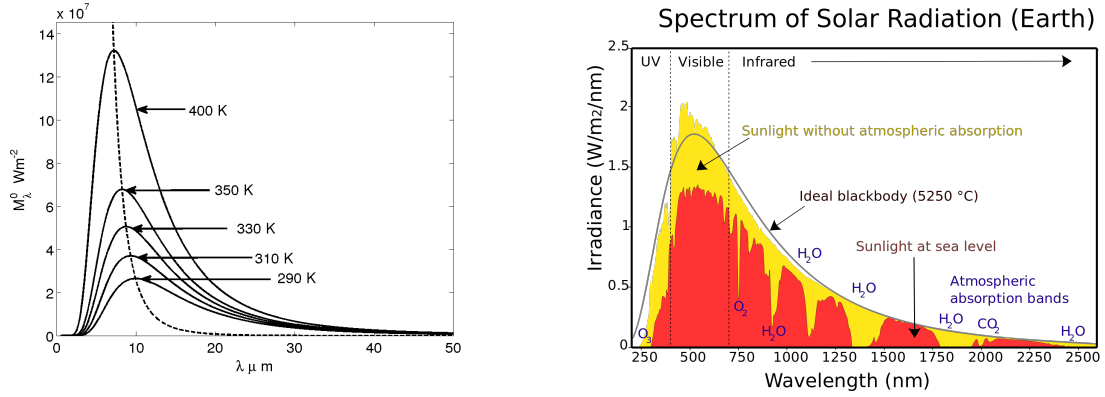 x 10⁷
14
12
10
8
6
4
2
0
0
10
20
30
40
50
M⁰λ Wm⁻²
λ μ m
400 K
350 K
330 K
310 K
290 K
Spectrum of Solar Radiation (Earth)
UV
Visible
Infrared
Sunlight without atmospheric absorption
Ideal blackbody (5250 °C)
Sunlight at sea level
Atmospheric
absorption bands
H₂O
H₂O
H₂O
CO₂
H₂O
O₃
O₂
H₂O
2.5
2
1.5
1
0.5
0
250
500
750
1000
1250
1500
1750
2000
2250
2500
Irradiance (W/m2/nm)
Wavelength (nm)